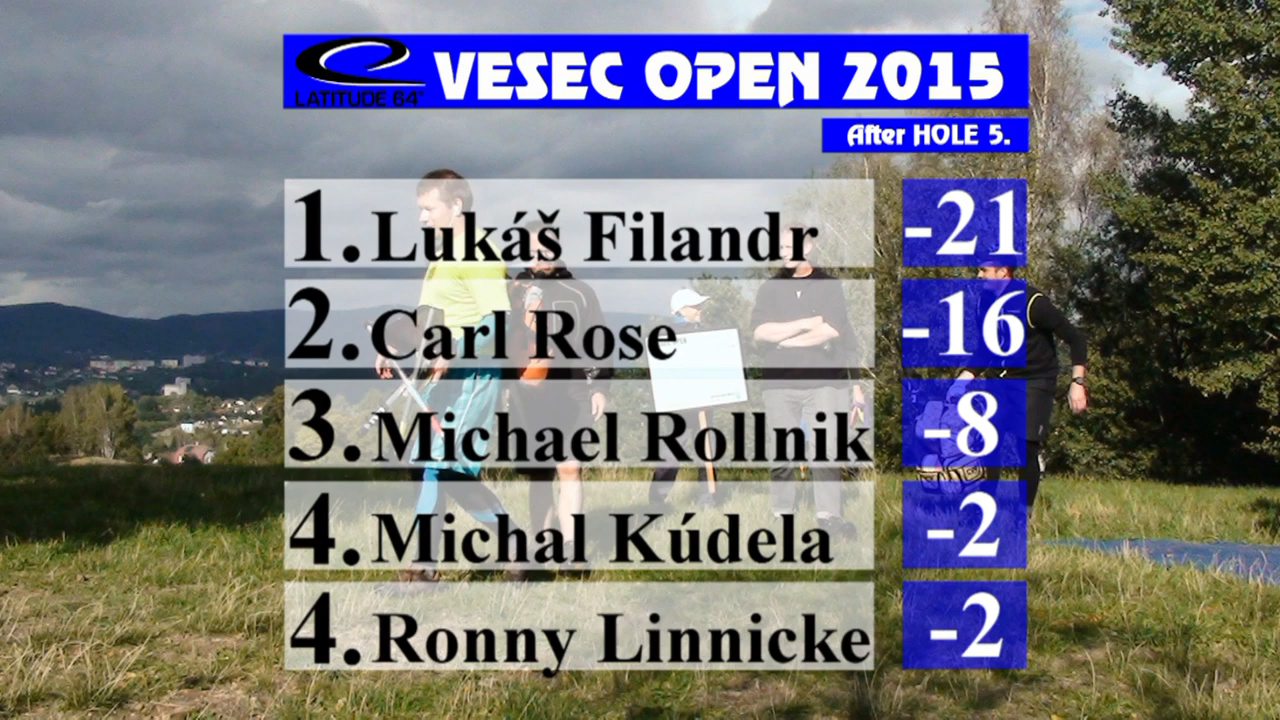 LATITUDE 64°
VESEC OPEN 2015
After HOLE 5.
1. Lukáš Filandr -21
2. Carl Rose -16
3. Michael Rollnik -8
4. Michal Kúdela -2
4. Ronny Linnicke -2